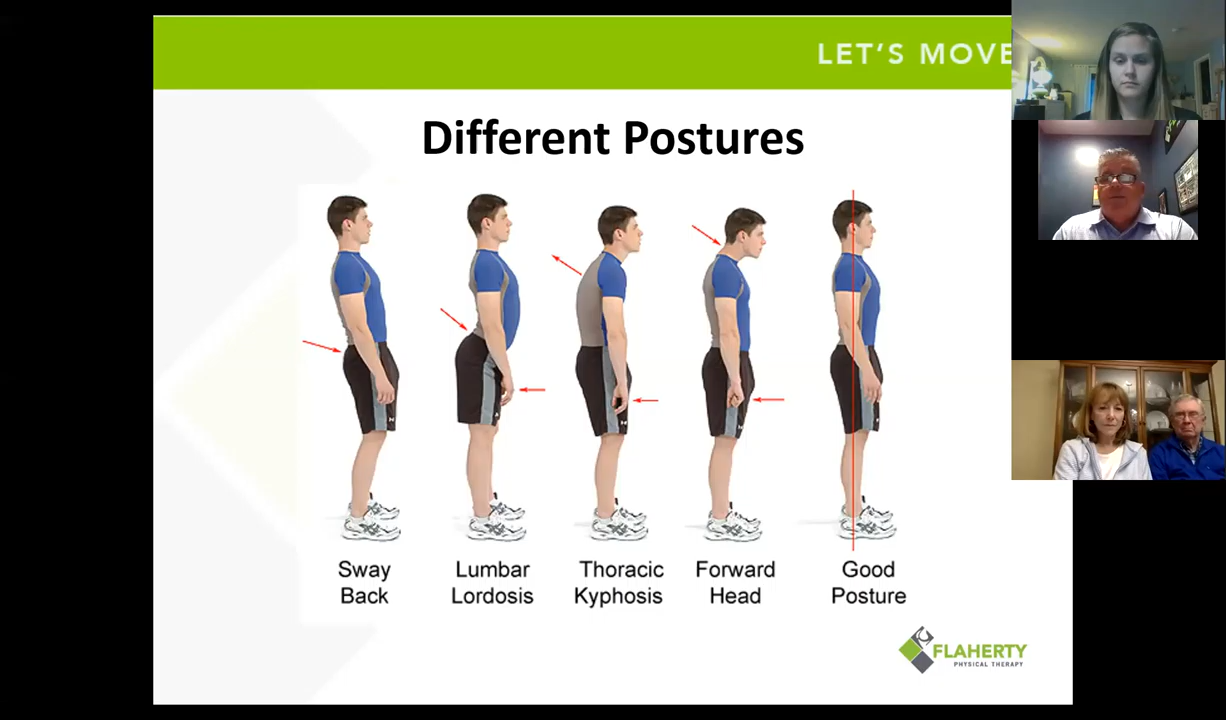 LET'S MOVE
Different Postures
Sway
Back
Lumbar
Lordosis
Thoracic
Kyphosis
Forward
Head
Good
Posture
FLAHERTY
PHYSICAL THERAPY